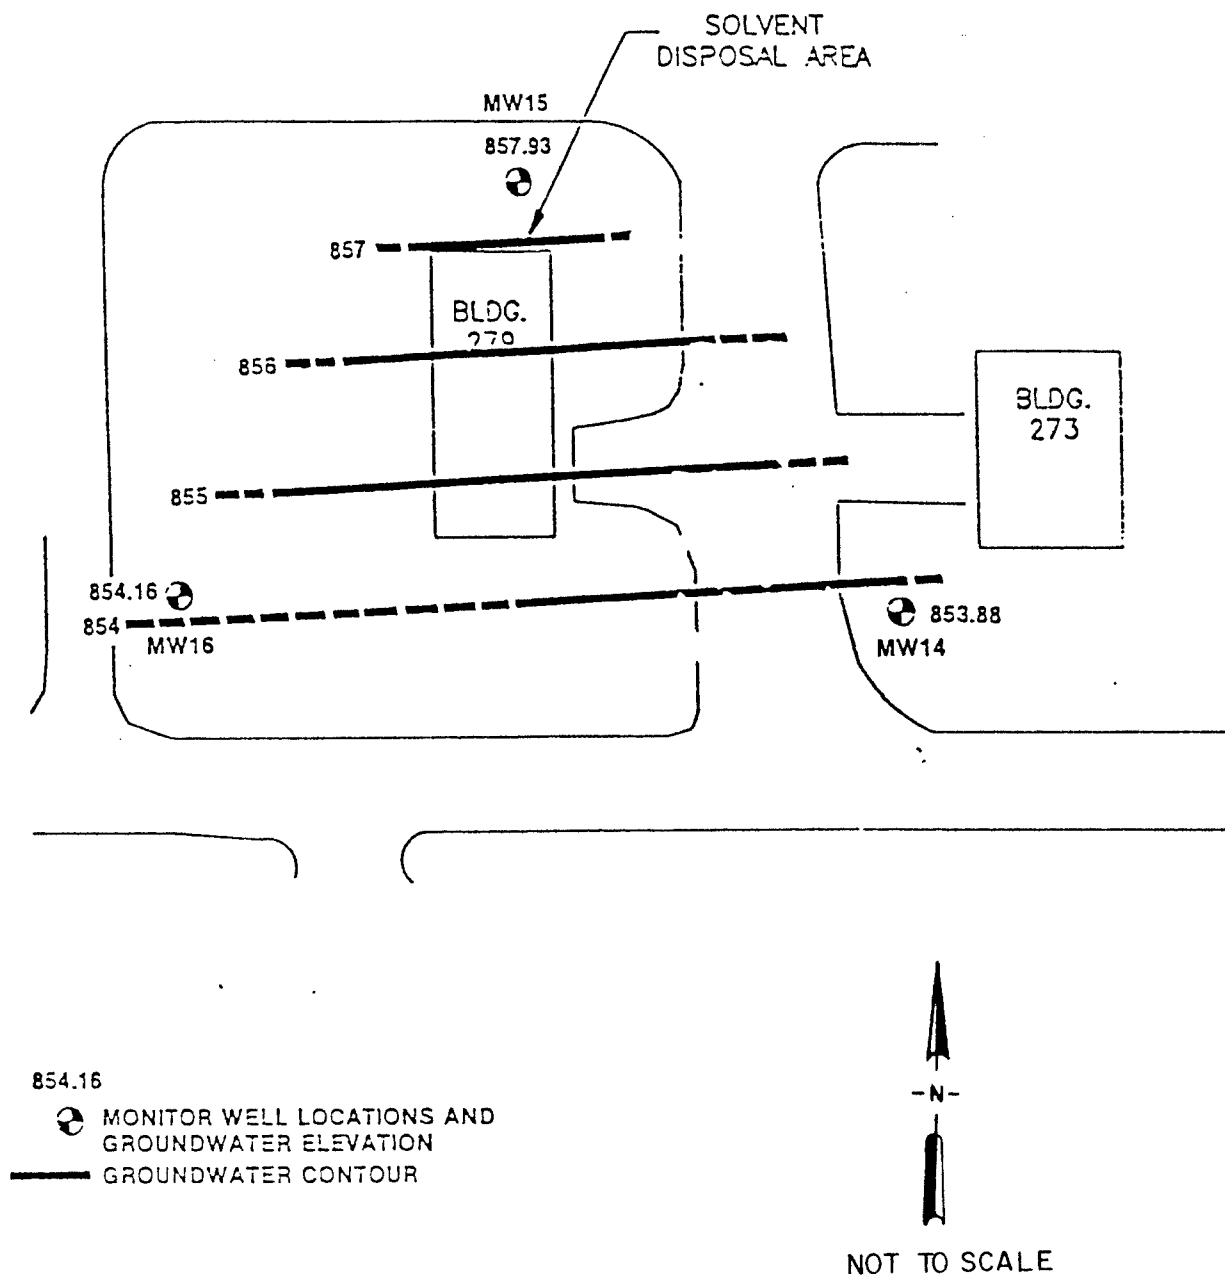 SOLVENT
DISPOSAL AREA
MW15
857.93
857
BLDG.
279
856
BLDG.
273
855
854.16
854
MW16
853.88
MW14
854.16
MONITOR WELL LOCATIONS AND
GROUNDWATER ELEVATION
GROUNDWATER CONTOUR
-N-
NOT TO SCALE